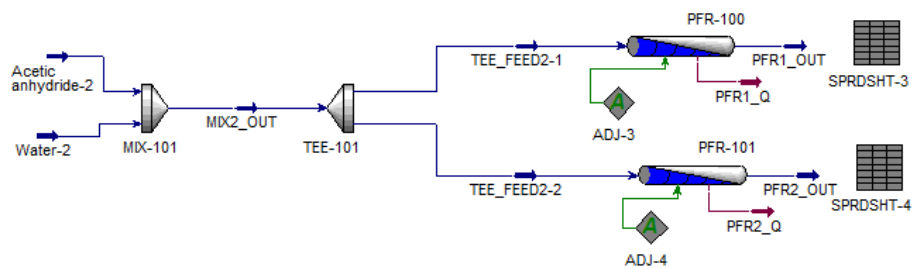 PFR-100
TEE_FEED2-1
PFR1_OUT
Acetic
anhydride-2
PFR1_Q
SPRDSHT-3
A
ADJ-3
MIX2_OUT
Water-2
MIX-101
TEE-101
PFR-101
TEE_FEED2-2
PFR2_OUT
SPRDSHT-4
A
PFR2_Q
ADJ-4